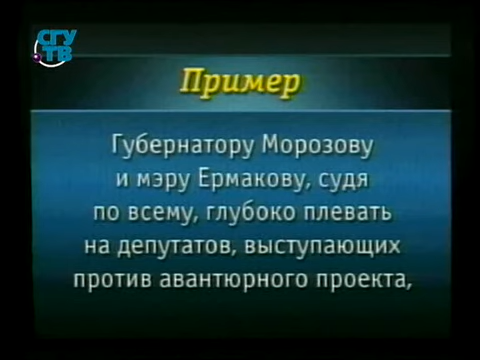 СГУ
ТВ
Пример
Губернатору Морозову
и мэру Ермакову, судя
по всему, глубоко плевать
на депутатов, выступающих
против авантюрного проекта,